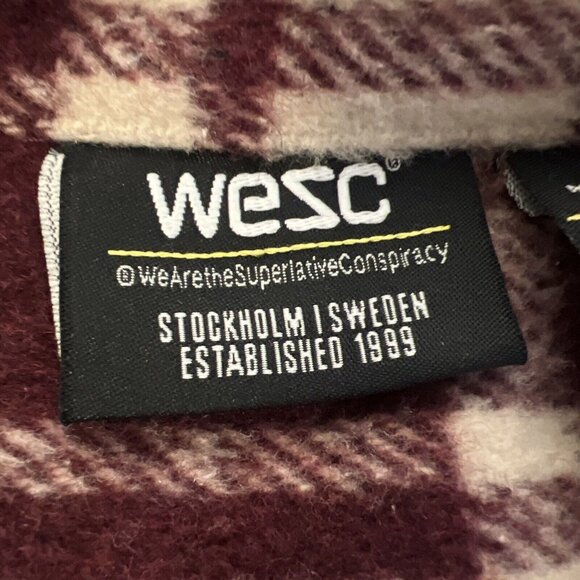 wesc®
©WeAretheSuperlativeConspiracy
STOCKHOLM | SWEDEN
ESTABLISHED 1999